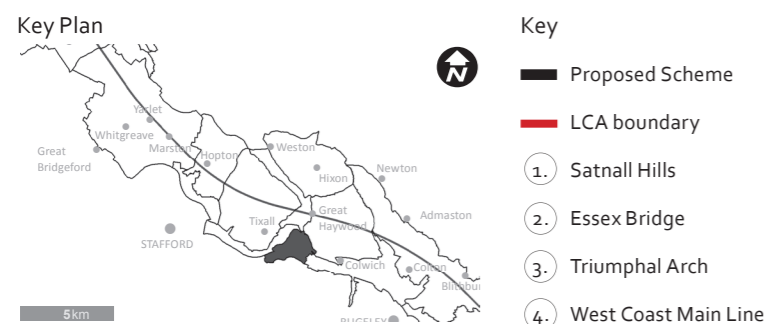 Key Plan
N
Yarlet
Whitgreave
Marston
Great
Bridgeford
Hopton
Weston
Hixon
Newton
Great
Haywood
Tixall
Admaston
STAFFORD
Colwich
Colton
5km
Key
Proposed Scheme
LCA boundary
1. Satnall Hills
2. Essex Bridge
3. Triumphal Arch
4. West Coast Main Line